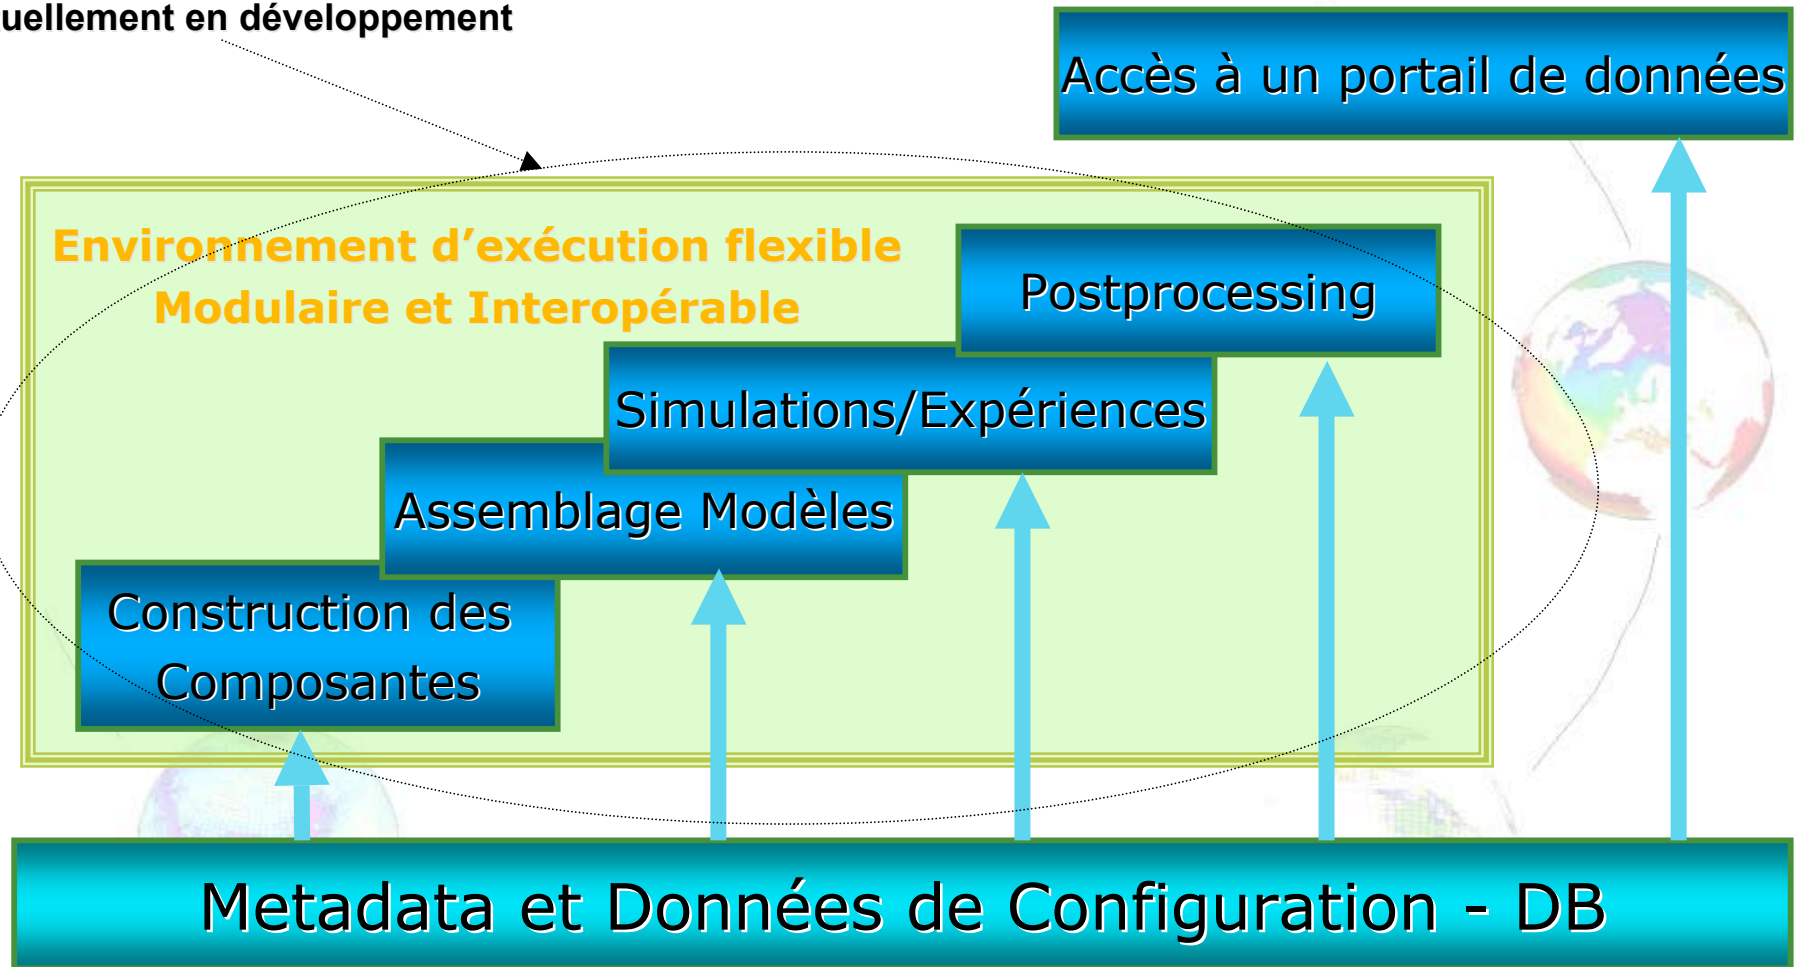 en développement
Accès à un portail de données
Environnement d’exécution flexible
Modulaire et Interopérable
Postprocessing
Simulations/Expériences
Assemblage Modèles
Construction des
Composantes
Metadata et Données de Configuration - DB